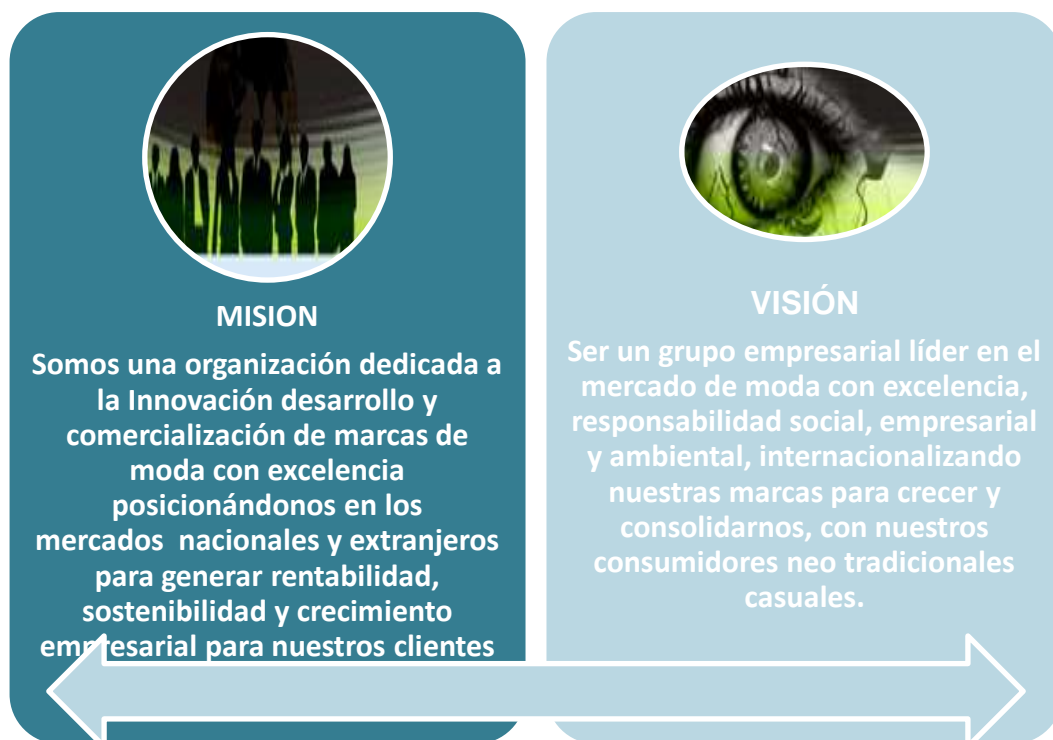 MISION
Somos una organización dedicada a
la Innovación desarrollo y
comercialización de marcas de
moda con excelencia
posicionándonos en los
mercados  nacionales y extranjeros
para generar rentabilidad,
sostenibilidad y crecimiento
empresarial para nuestros clientes
VISIÓN
Ser un grupo empresarial líder en el
mercado de moda con excelencia,
responsabilidad social, empresarial
y ambiental, internacionalizando
nuestras marcas para crecer y
consolidarnos, con nuestros
consumidores neo tradicionales
casuales.